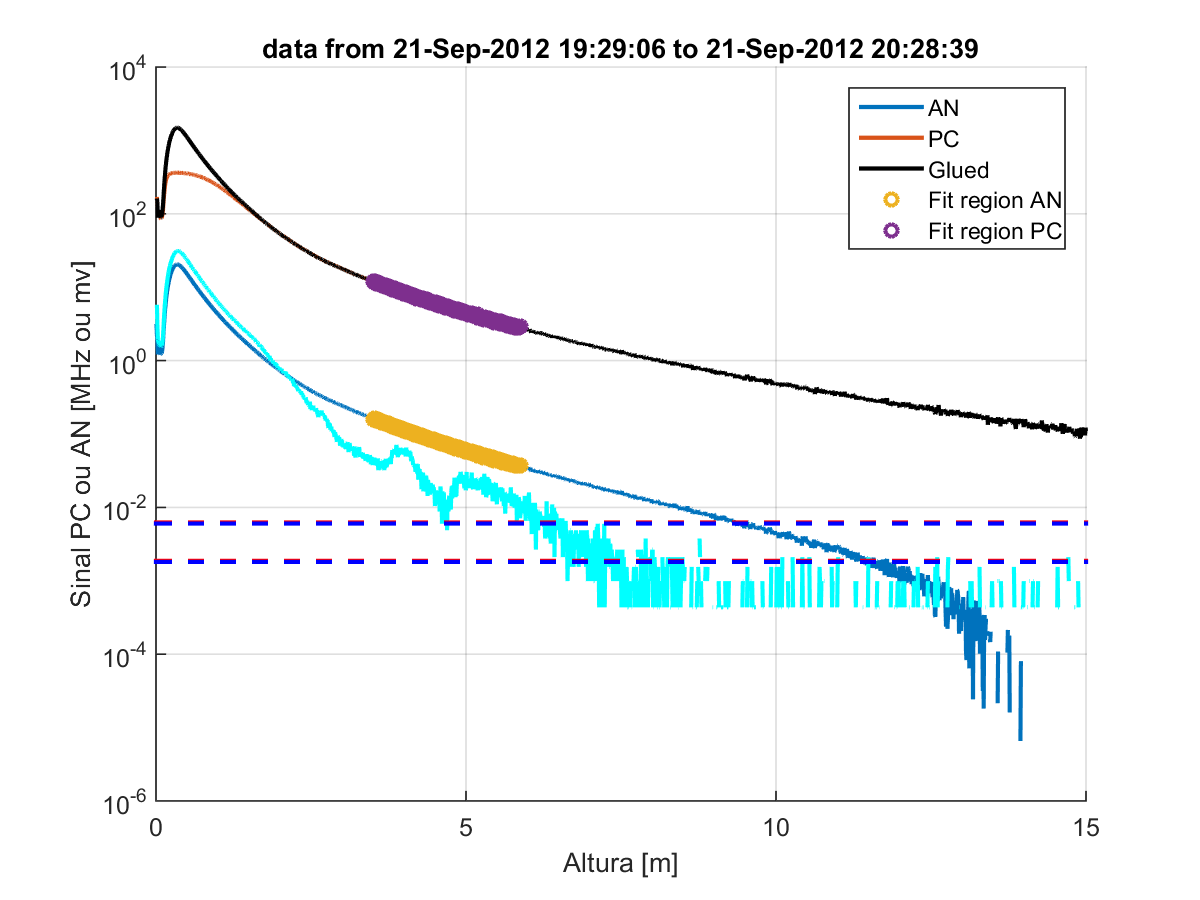 data from 21-Sep-2012 19:29:06 to 21-Sep-2012 20:28:39
10^4
10^2
10^0
10^-2
10^-4
10^-6
Sinal PC ou AN [MHz ou mv]
AN
PC
Glued
Fit region AN
Fit region PC
0 5 10 15
Altura [m]